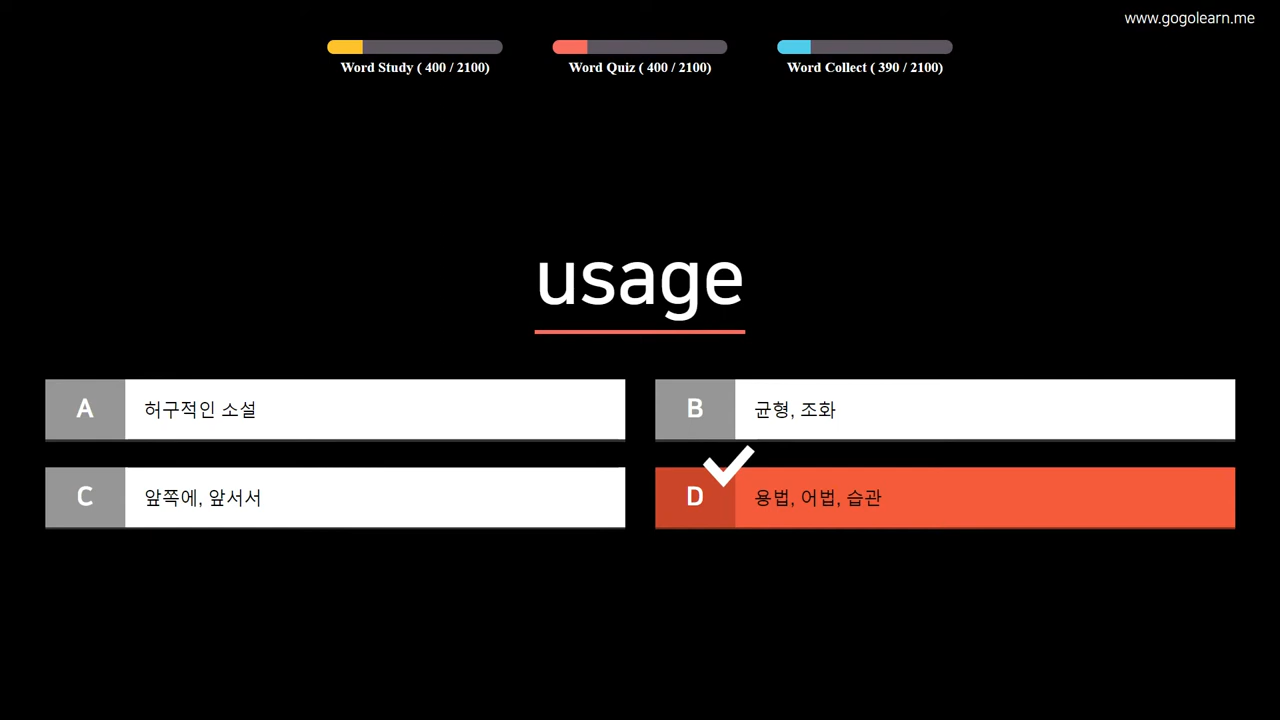 www.gogolearn.me
Word Study ( 400 / 2100)
Word Quiz ( 400 / 2100)
Word Collect ( 390 / 2100)
usage
A 허구적인 소설
B 균형, 조화
C 앞쪽에, 앞서서
D 용법, 어법, 습관